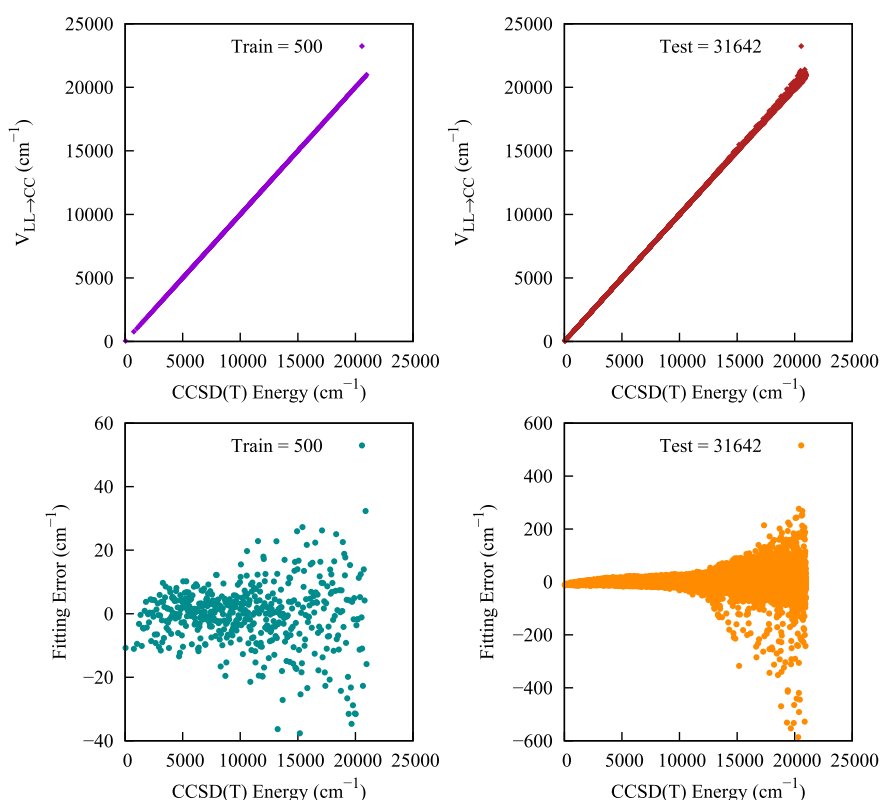 25000
20000
15000
10000
5000
0
V_LL→CC (cm⁻¹)
Train = 500
0 5000 10000 15000 20000 25000
CCSD(T) Energy (cm⁻¹)
25000
20000
15000
10000
5000
0
V_LL→CC (cm⁻¹)
Test = 31642
0 5000 10000 15000 20000 25000
CCSD(T) Energy (cm⁻¹)
60
40
20
0
−20
−40
Fitting Error (cm⁻¹)
Train = 500
0 5000 10000 15000 20000 25000
CCSD(T) Energy (cm⁻¹)
600
400
200
0
−200
−400
−600
Fitting Error (cm⁻¹)
Test = 31642
0 5000 10000 15000 20000 25000
CCSD(T) Energy (cm⁻¹)